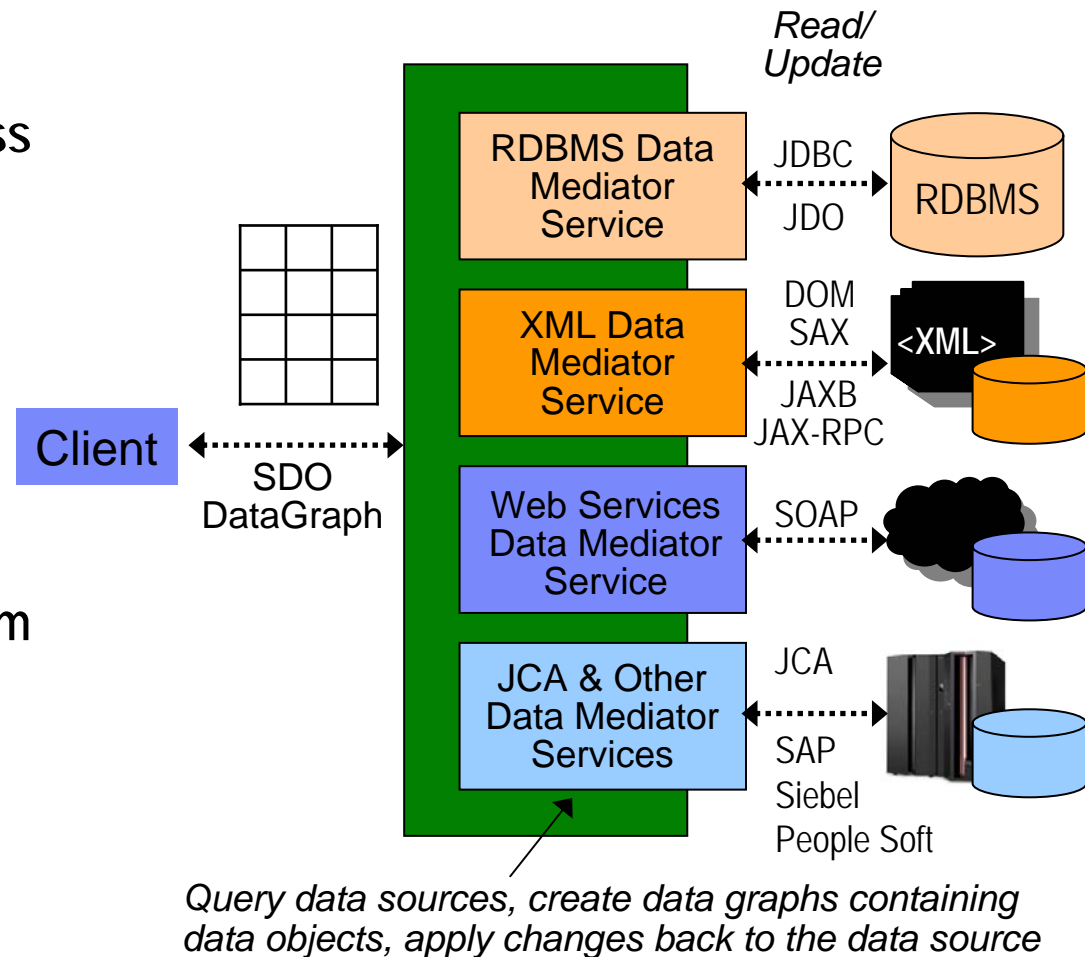 Read/
Update
ss
RDBMS Data
Mediator
Service
JDBC
JDO
RDBMS
XML Data
Mediator
Service
DOM
SAX
JAXB
JAX-RPC
<XML>
Client
SDO
DataGraph
Web Services
Data Mediator
Service
SOAP
m
JCA & Other
Data Mediator
Services
JCA
SAP
Siebel
People Soft
Query data sources, create data graphs containing
data objects, apply changes back to the data source